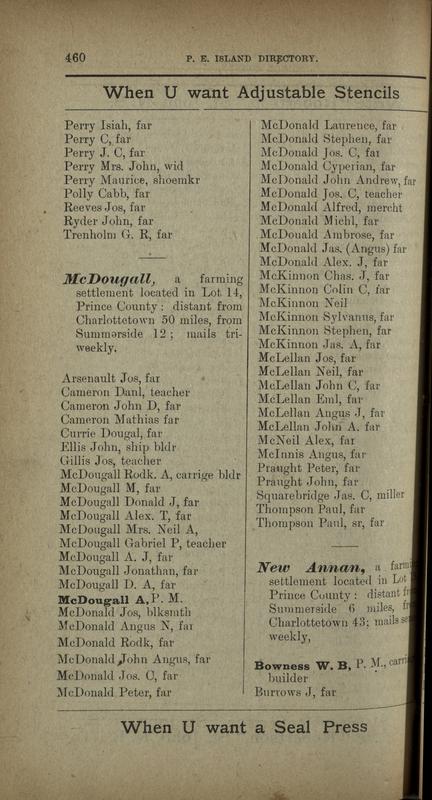 460
P. E. ISLAND DIRECTORY.
When U want Adjustable Stencils
Perry Isiah, far
Perry C, far
Perry J. C, far
Perry Mrs. John, wid
Perry Maurice, shoemkr
Polly Cabb, far
Reeves Jos, far
Ryder John, far
Trenholm G. R, far
McDougall, a farming
settlement located in Lot 14,
Prince County : distant from
Charlottetown 50 miles, from
Summerside 12 ; mails tri-
weekly.
Arsenault Jos, far
Cameron Danl, teacher
Cameron John D, far
Cameron Mathias far
Currie Dougal, far
Ellis John, ship bldr
Gillis Jos, teacher
McDougall Rodk. A, carrige bldr
McDougall M, far
McDougall Donald J, far
McDougall Alex. T, far
McDougall Mrs. Neil A,
McDougall Gabriel P, teacher
McDougall A. J, far
McDougall Jonathan, far
McDougall D. A, far
McDougall A, P. M.
McDonald Jos, blksmth
McDonald Angus N, far
McDonald Rodk, far
McDonald John Angus, far
McDonald Jos. C, far
McDonald Peter, far
McDonald Laurence, far
McDonald Stephen, far
McDonald Jos. C, far
McDonald Cyperian, far
McDonald John Andrew, far
McDonald Jos. C, teacher
McDonald Alfred, mercht
McDonald Michl, far
McDonald Ambrose, far
McDonald Jas. (Angus) far
McDonald Alex. J, far
McKinnon Chas. J, far
McKinnon Colin C, far
McKinnon Neil
McKinnon Sylvanus, far
McKinnon Stephen, far
McKinnon Jas. A, far
McLellan Jos, far
McLellan Neil, far
McLellan John C, far
McLellan Eml, far
McLellan Angus J, far
McLellan John A. far
McNeil Alex, far
McInnis Angus, far
Praught Peter, far
Praught John, far
Squarebridge Jas. C, miller
Thompson Paul, far
Thompson Paul, sr, far
New Annan, a farmi
settlement located in Lot
Prince County : distant fr
Summerside 6 miles, fr
Charlottetown 43; mails se
weekly,
Bowness W. B, P. M., carri
builder
Burrows J, far
When U want a Seal Press